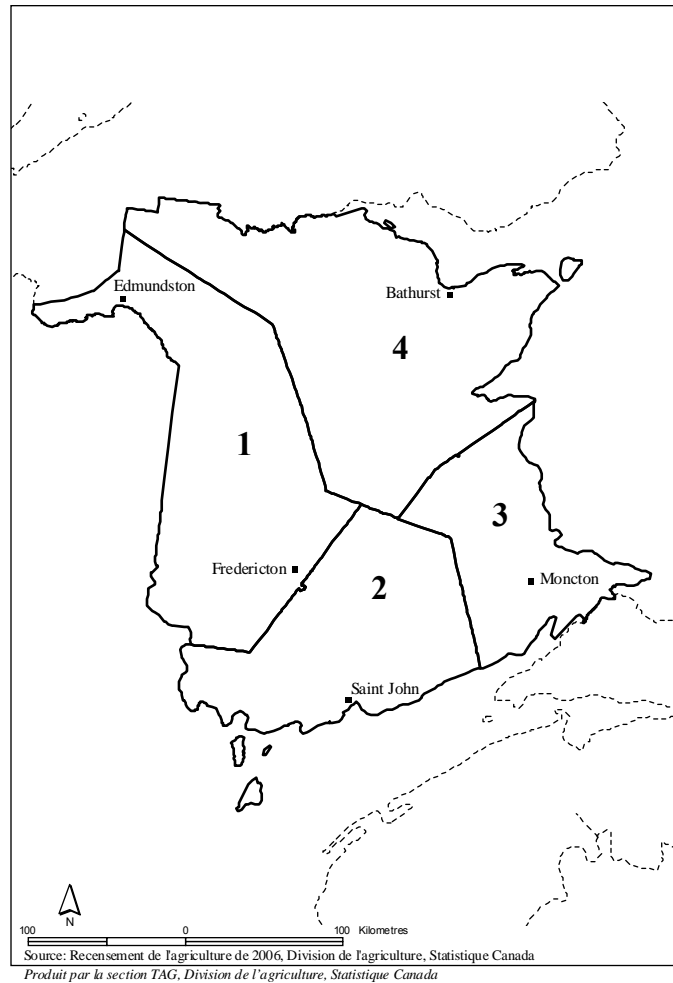 Edmundston
Bathurst
4
1
3
Fredericton
Moncton
2
Saint John
N
100 0 100 Kilometres
Source: Recensement de l'agriculture de 2006, Division de l'agriculture, Statistique Canada
Produit par la section TAG, Division de l'agriculture, Statistique Canada